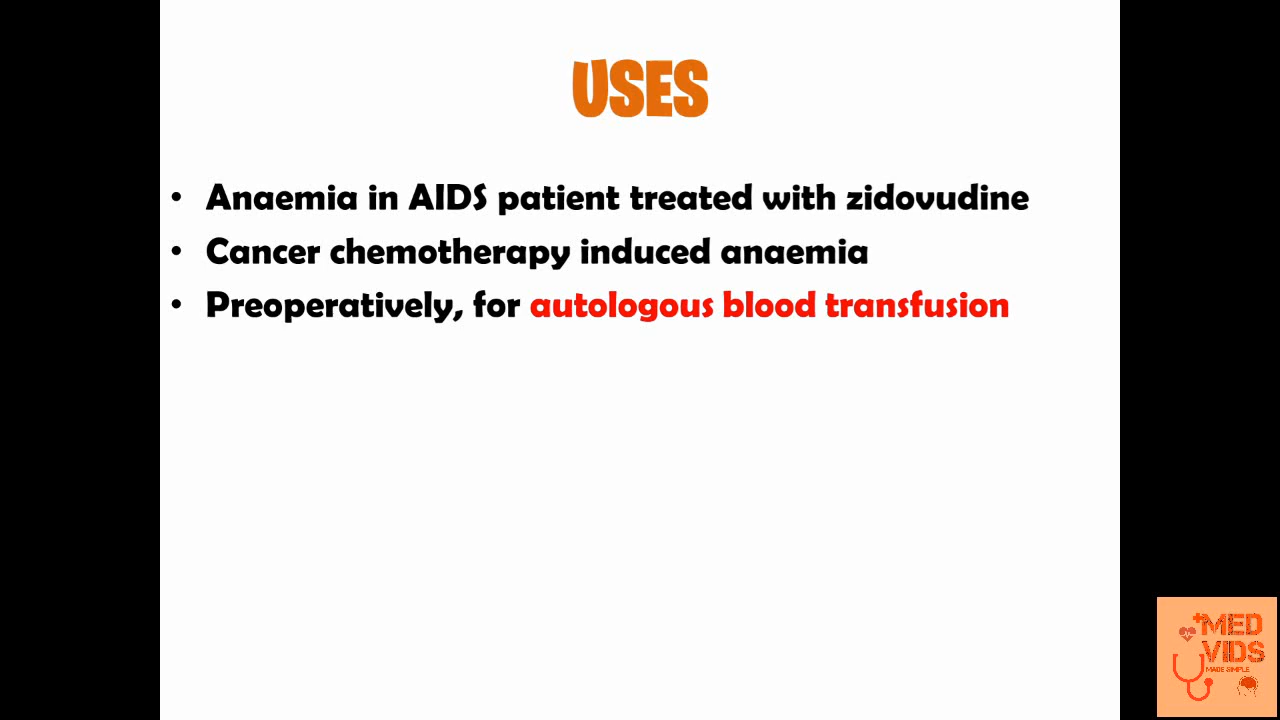 USES
• Anaemia in AIDS patient treated with zidovudine
• Cancer chemotherapy induced anaemia
• Preoperatively, for autologous blood transfusion
MED
VIDS
MADE SIMPLE